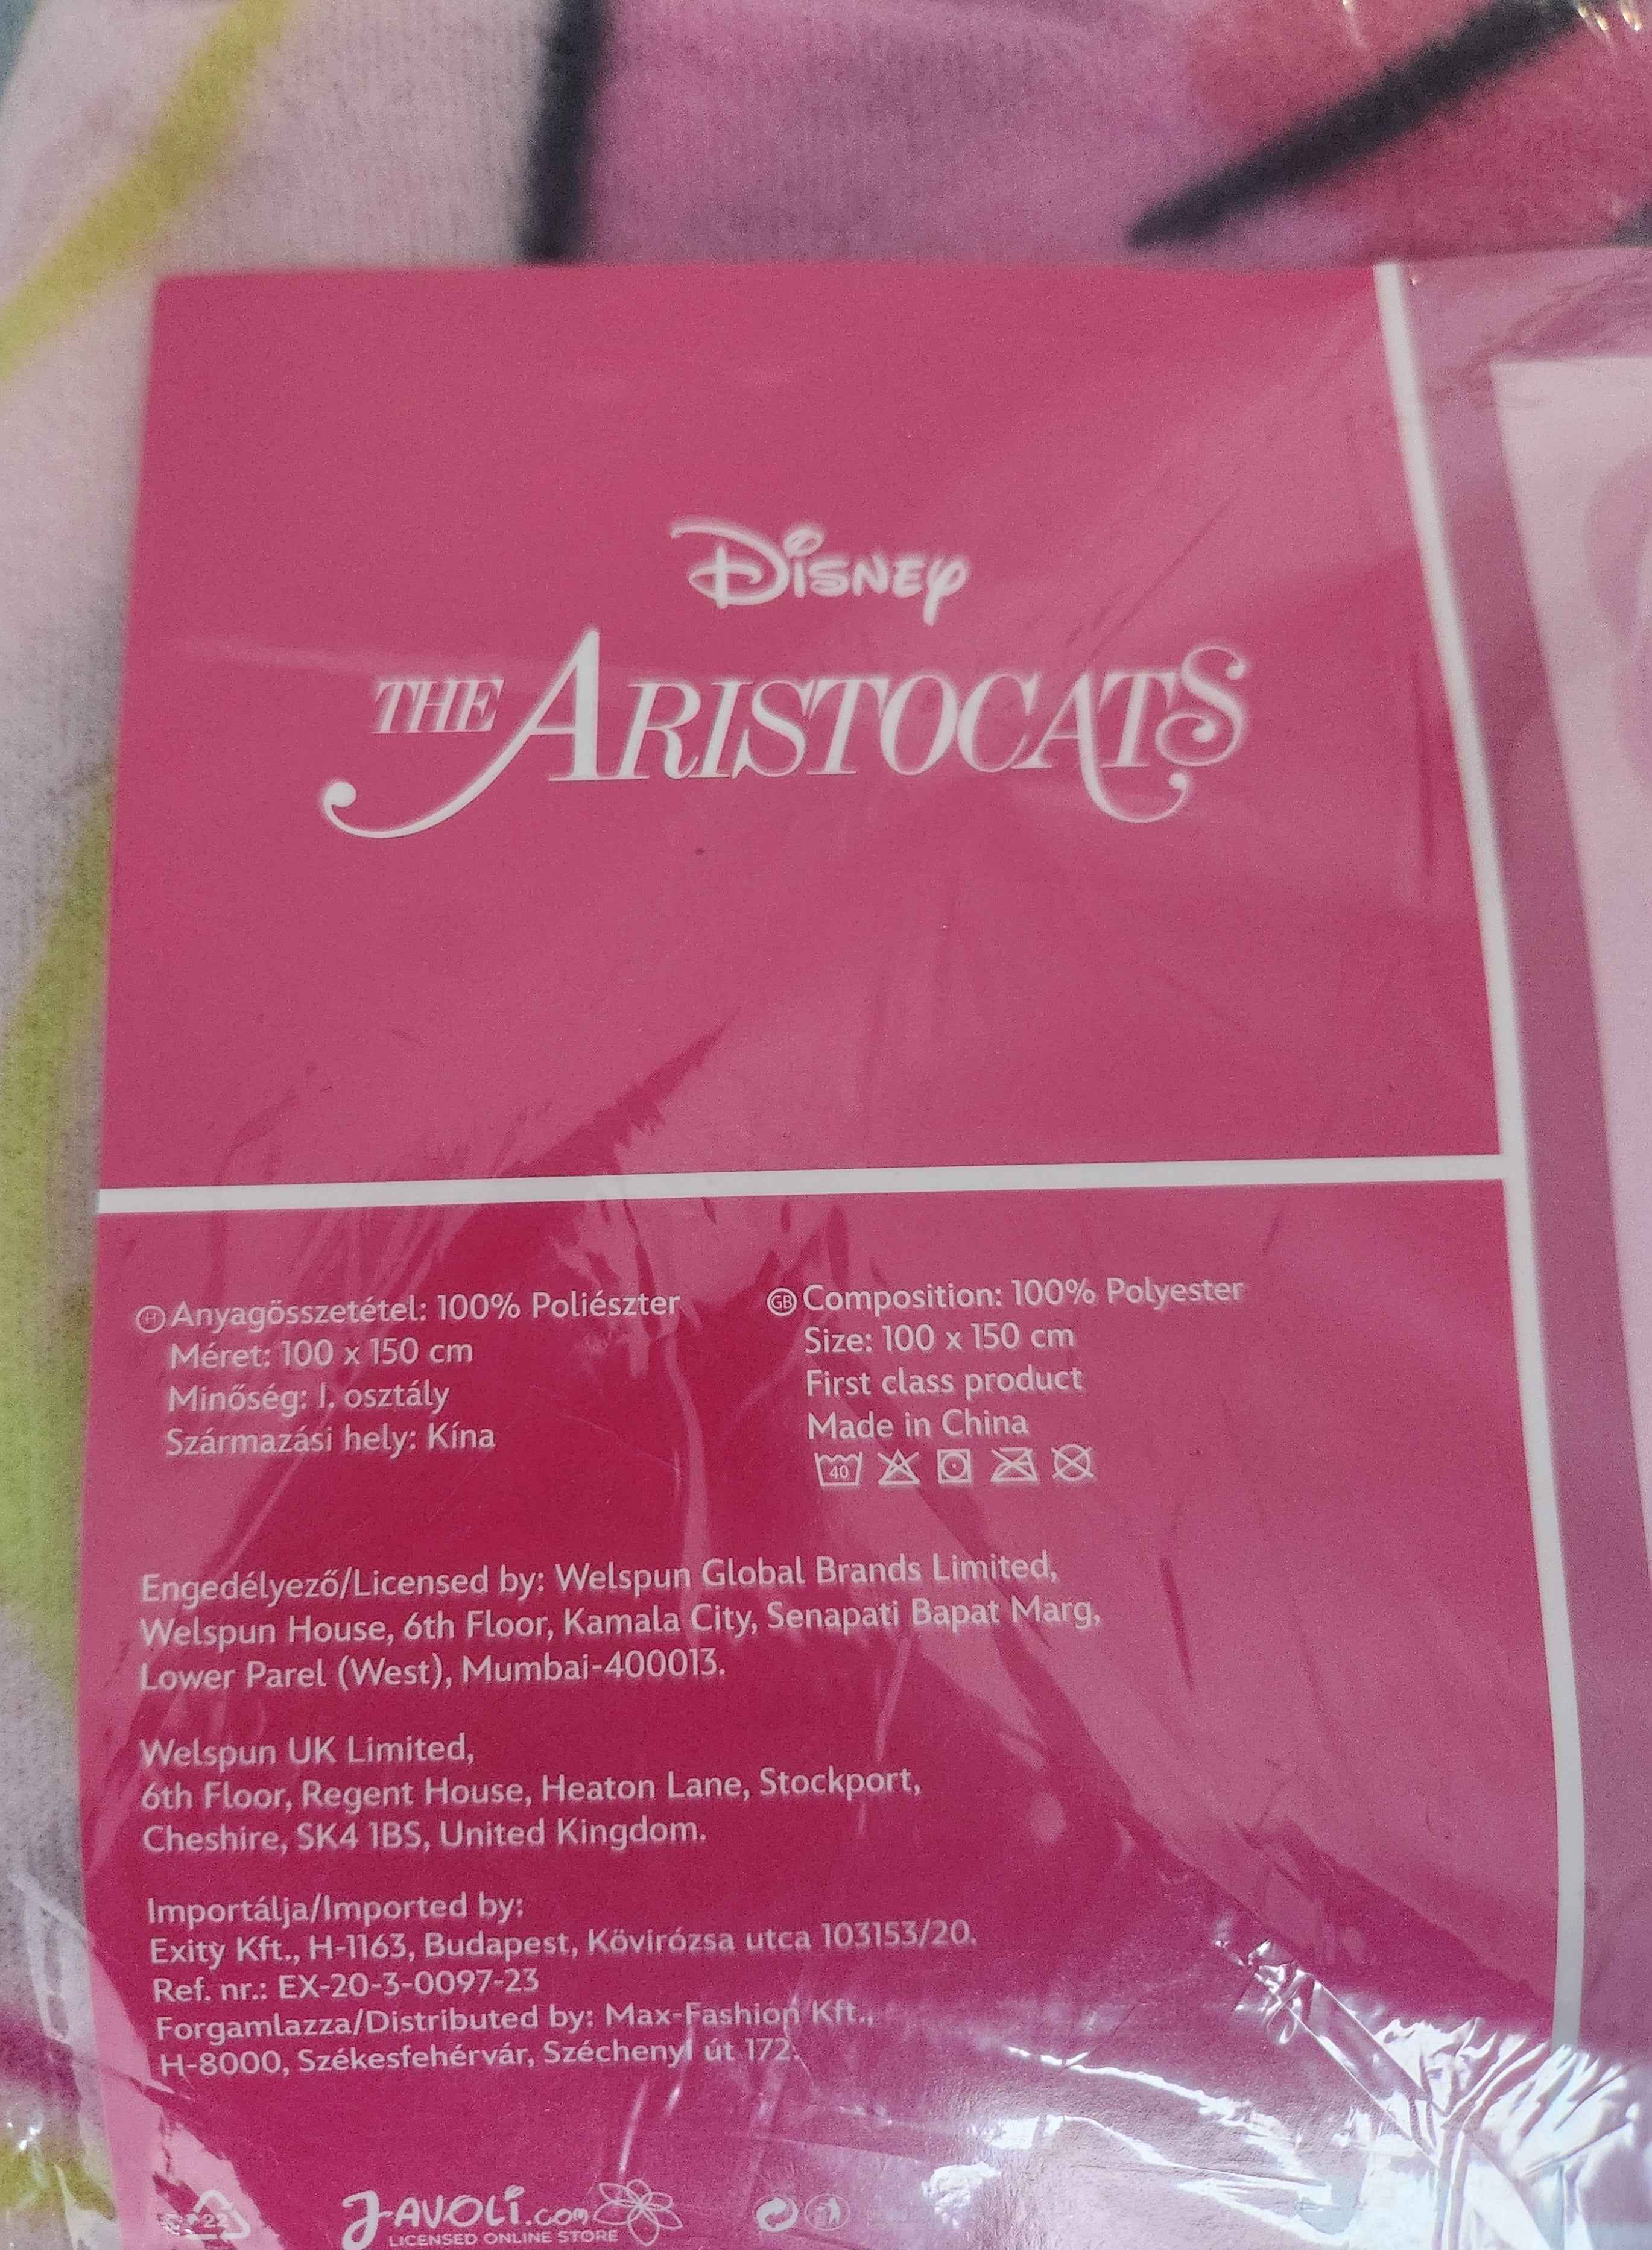 Disney
THE ARISTOCATS
H Anyagösszetétel: 100% Poliészter
Méret: 100 x 150 cm
Minőség: I. osztály
Származási hely: Kína
GB Composition: 100% Polyester
Size: 100 x 150 cm
First class product
Made in China
40
Engedélyező/Licensed by: Welspun Global Brands Limited,
Welspun House, 6th Floor, Kamala City, Senapati Bapat Marg,
Lower Parel (West), Mumbai-400013.
Welspun UK Limited,
6th Floor, Regent House, Heaton Lane, Stockport,
Cheshire, SK4 1BS, United Kingdom.
Importálja/Imported by:
Exity Kft., H-1163, Budapest, Kövirózsa utca 103153/20.
Ref. nr.: EX-20-3-0097-23
Forgamlazza/Distributed by: Max-Fashion Kft.,
H-8000, Székesfehérvár, Széchenyi út 172.
22
JAVOLI.com
LICENSED ONLINE STORE